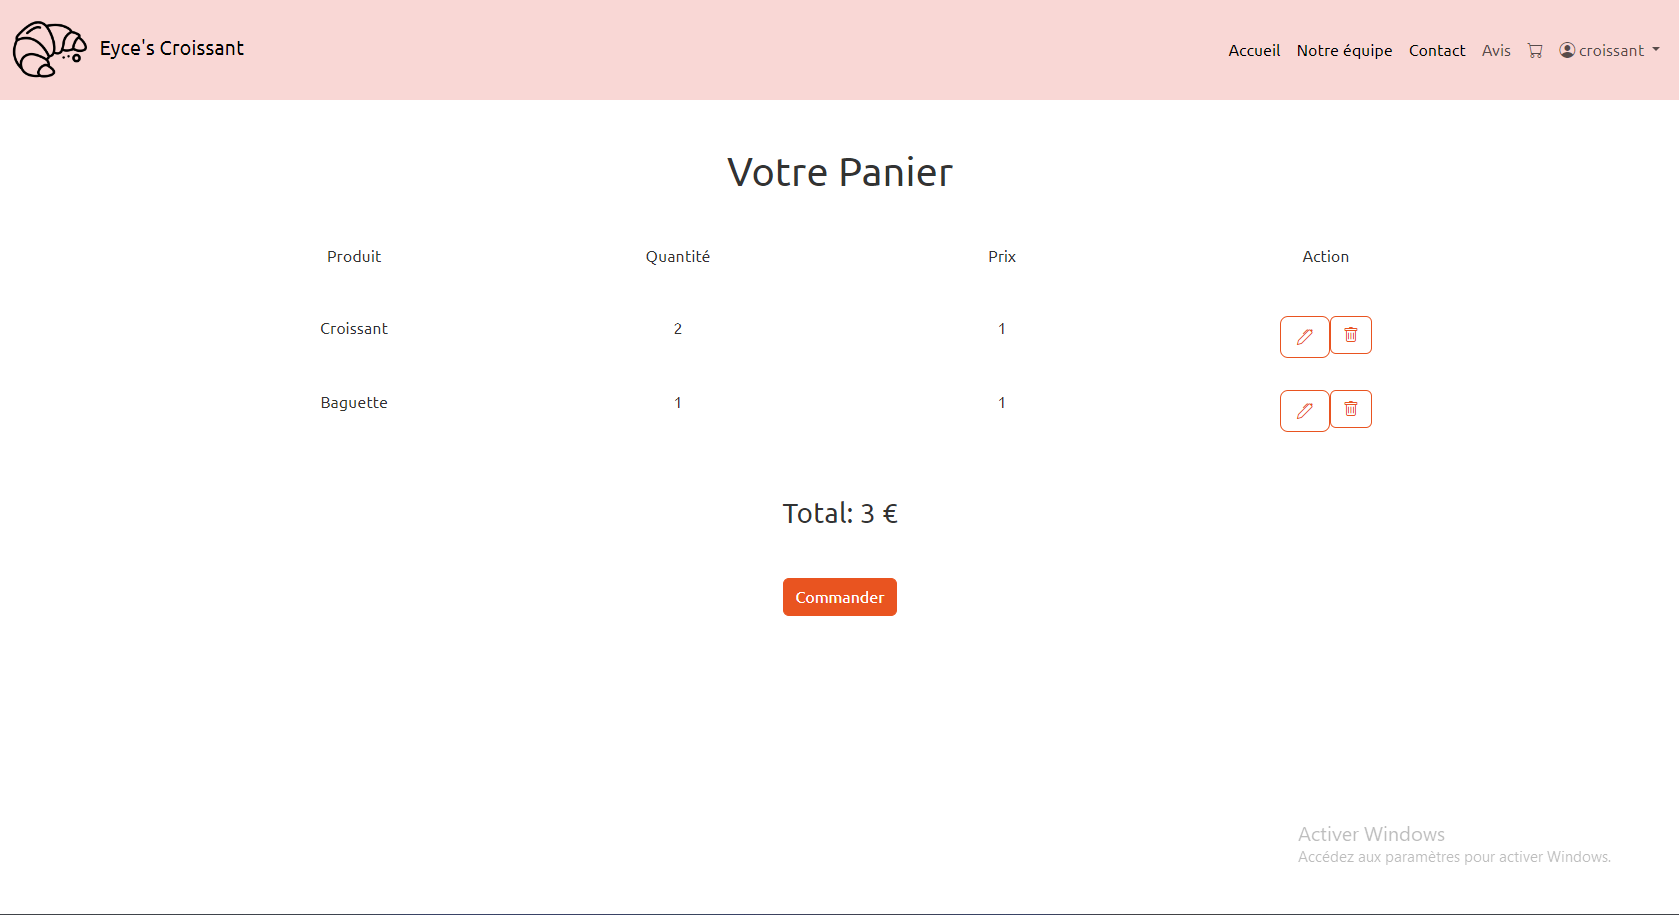 Eyce's Croissant
Accueil Notre équipe Contact Avis croissant
Votre Panier
Produit Quantité Prix Action
Croissant 2 1
Baguette 1 1
Total: 3 €
Commander
Activer Windows
Accédez aux paramètres pour activer Windows.